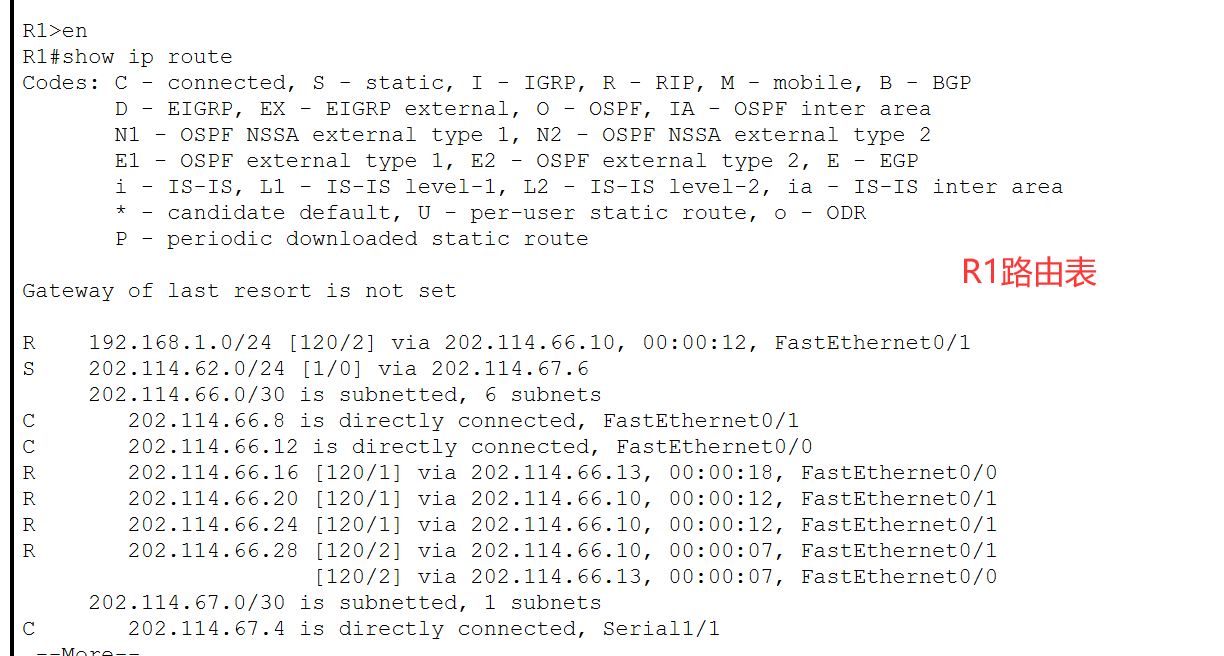 R1>en
R1#show ip route
Codes: C - connected, S - static, I - IGRP, R - RIP, M - mobile, B - BGP
       D - EIGRP, EX - EIGRP external, O - OSPF, IA - OSPF inter area
       N1 - OSPF NSSA external type 1, N2 - OSPF NSSA external type 2
       E1 - OSPF external type 1, E2 - OSPF external type 2, E - EGP
       i - IS-IS, L1 - IS-IS level-1, L2 - IS-IS level-2, ia - IS-IS inter area
       * - candidate default, U - per-user static route, o - ODR
       P - periodic downloaded static route
R1路由表
Gateway of last resort is not set
R    192.168.1.0/24 [120/2] via 202.114.66.10, 00:00:12, FastEthernet0/1
S    202.114.62.0/24 [1/0] via 202.114.67.6
     202.114.66.0/30 is subnetted, 6 subnets
C       202.114.66.8 is directly connected, FastEthernet0/1
C       202.114.66.12 is directly connected, FastEthernet0/0
R       202.114.66.16 [120/1] via 202.114.66.13, 00:00:18, FastEthernet0/0
R       202.114.66.20 [120/1] via 202.114.66.10, 00:00:12, FastEthernet0/1
R       202.114.66.24 [120/1] via 202.114.66.10, 00:00:12, FastEthernet0/1
R       202.114.66.28 [120/2] via 202.114.66.10, 00:00:07, FastEthernet0/1
                      [120/2] via 202.114.66.13, 00:00:07, FastEthernet0/0
     202.114.67.0/30 is subnetted, 1 subnets
C       202.114.67.4 is directly connected, Serial1/1
 --More--